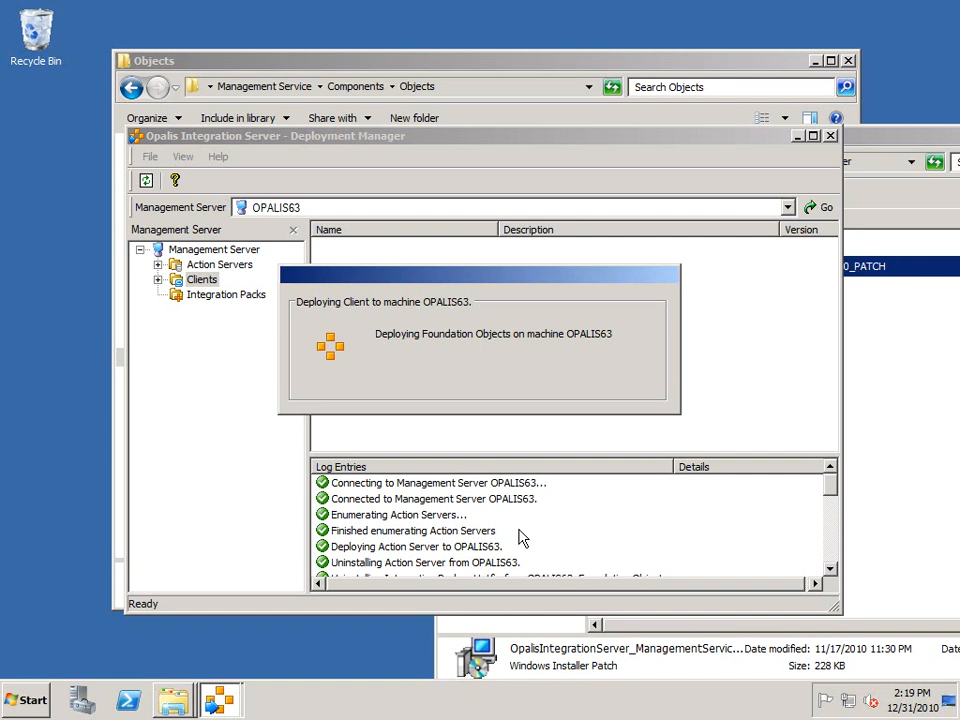 Recycle Bin
Objects
Management Service Components Objects
Search Objects
Organize Include in library Share with New folder
Opalis Integration Server - Deployment Manager
File View Help
Management Server OPALIS63 Go
Management Server
Name Description Version
Management Server
Action Servers
Clients
Integration Packs
0_PATCH
Deploying Client to machine OPALIS63.
Deploying Foundation Objects on machine OPALIS63
Log Entries Details
Connecting to Management Server OPALIS63...
Connected to Management Server OPALIS63.
Enumerating Action Servers...
Finished enumerating Action Servers
Deploying Action Server to OPALIS63.
Uninstalling Action Server from OPALIS63.
Ready
OpalisIntegrationServer_ManagementServic... Date modified: 11/17/2010 11:30 PM Date
Windows Installer Patch Size: 228 KB
Start
2:19 PM
12/31/2010